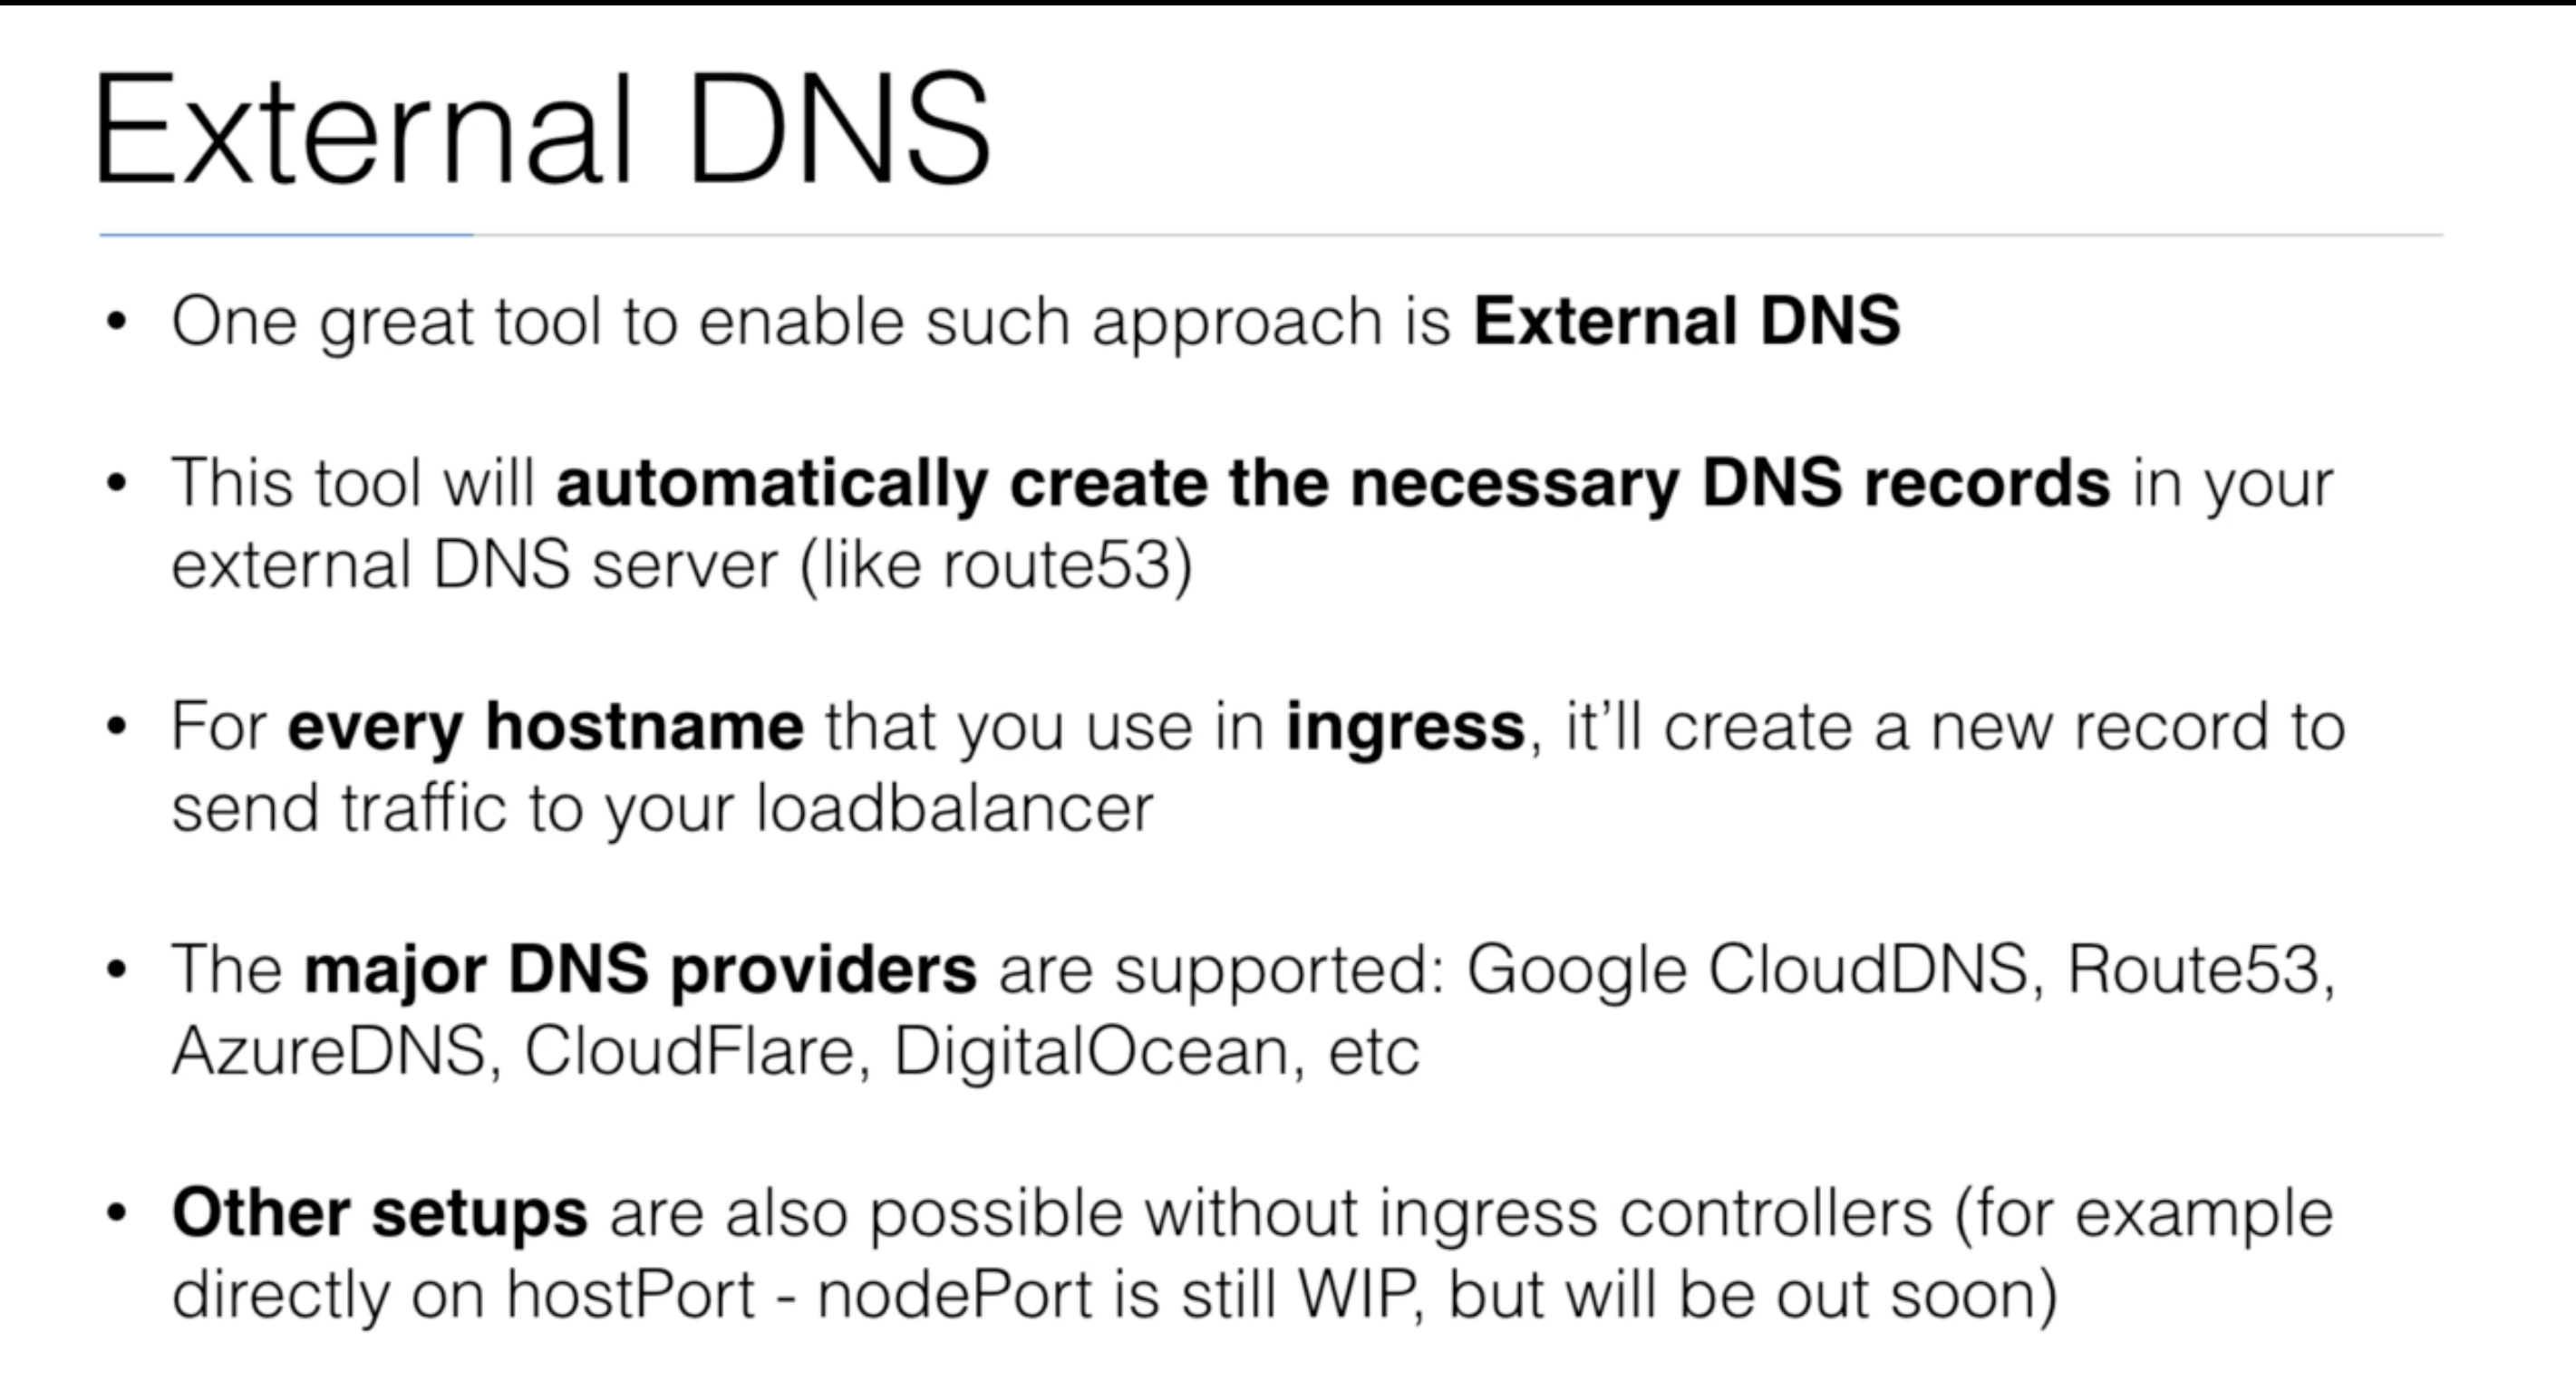 External DNS
• One great tool to enable such approach is External DNS
• This tool will automatically create the necessary DNS records in your
external DNS server (like route53)
• For every hostname that you use in ingress, it’ll create a new record to
send traffic to your loadbalancer
• The major DNS providers are supported: Google CloudDNS, Route53,
AzureDNS, CloudFlare, DigitalOcean, etc
• Other setups are also possible without ingress controllers (for example
directly on hostPort - nodePort is still WIP, but will be out soon)